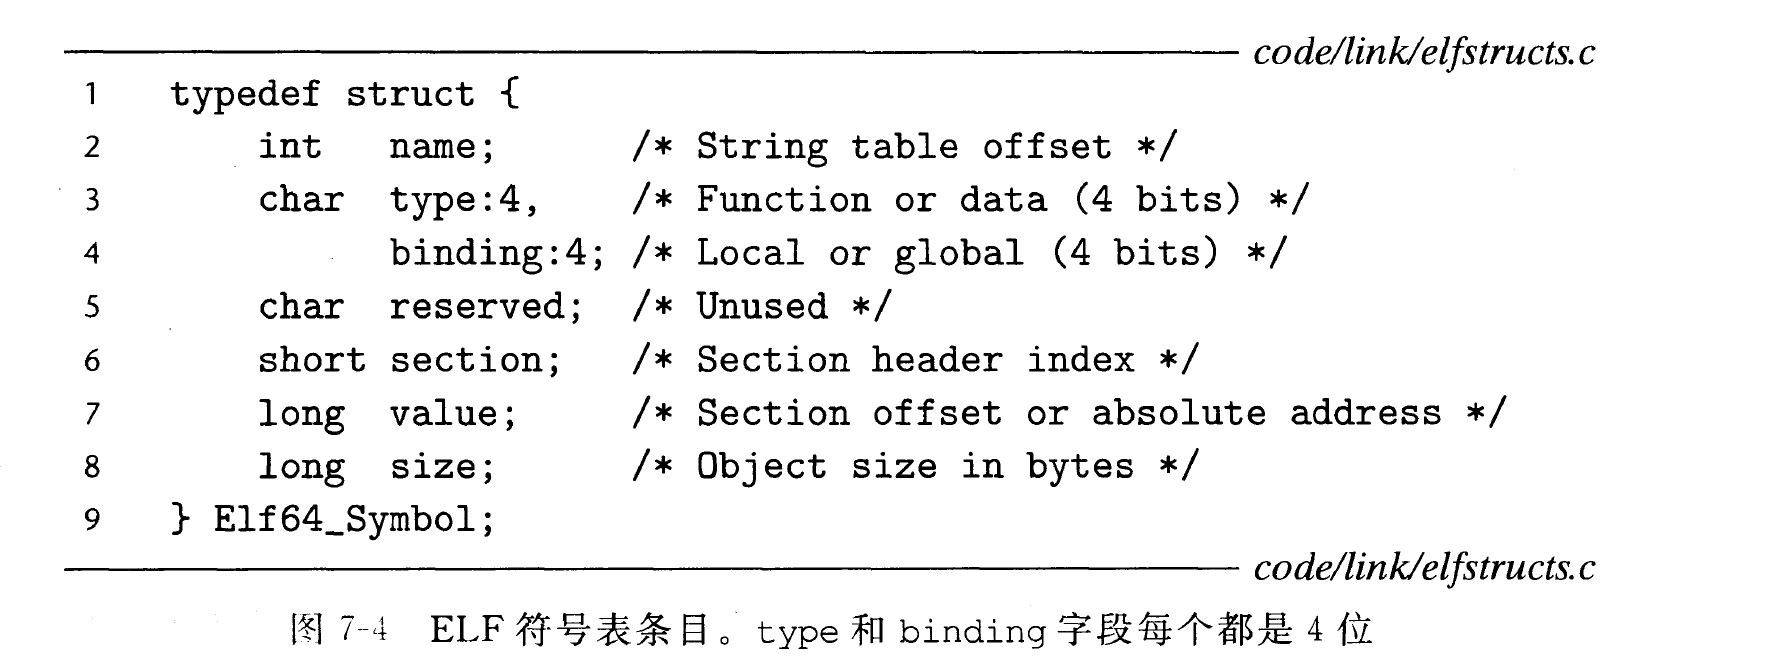 code/link/elfstructs.c
1 typedef struct {
2 int name; /* String table offset */
3 char type:4, /* Function or data (4 bits) */
4 binding:4; /* Local or global (4 bits) */
5 char reserved; /* Unused */
6 short section; /* Section header index */
7 long value; /* Section offset or absolute address */
8 long size; /* Object size in bytes */
9 } Elf64_Symbol;
code/link/elfstructs.c
图 7-4 ELF 符号表条目。type 和 binding 字段每个都是 4 位